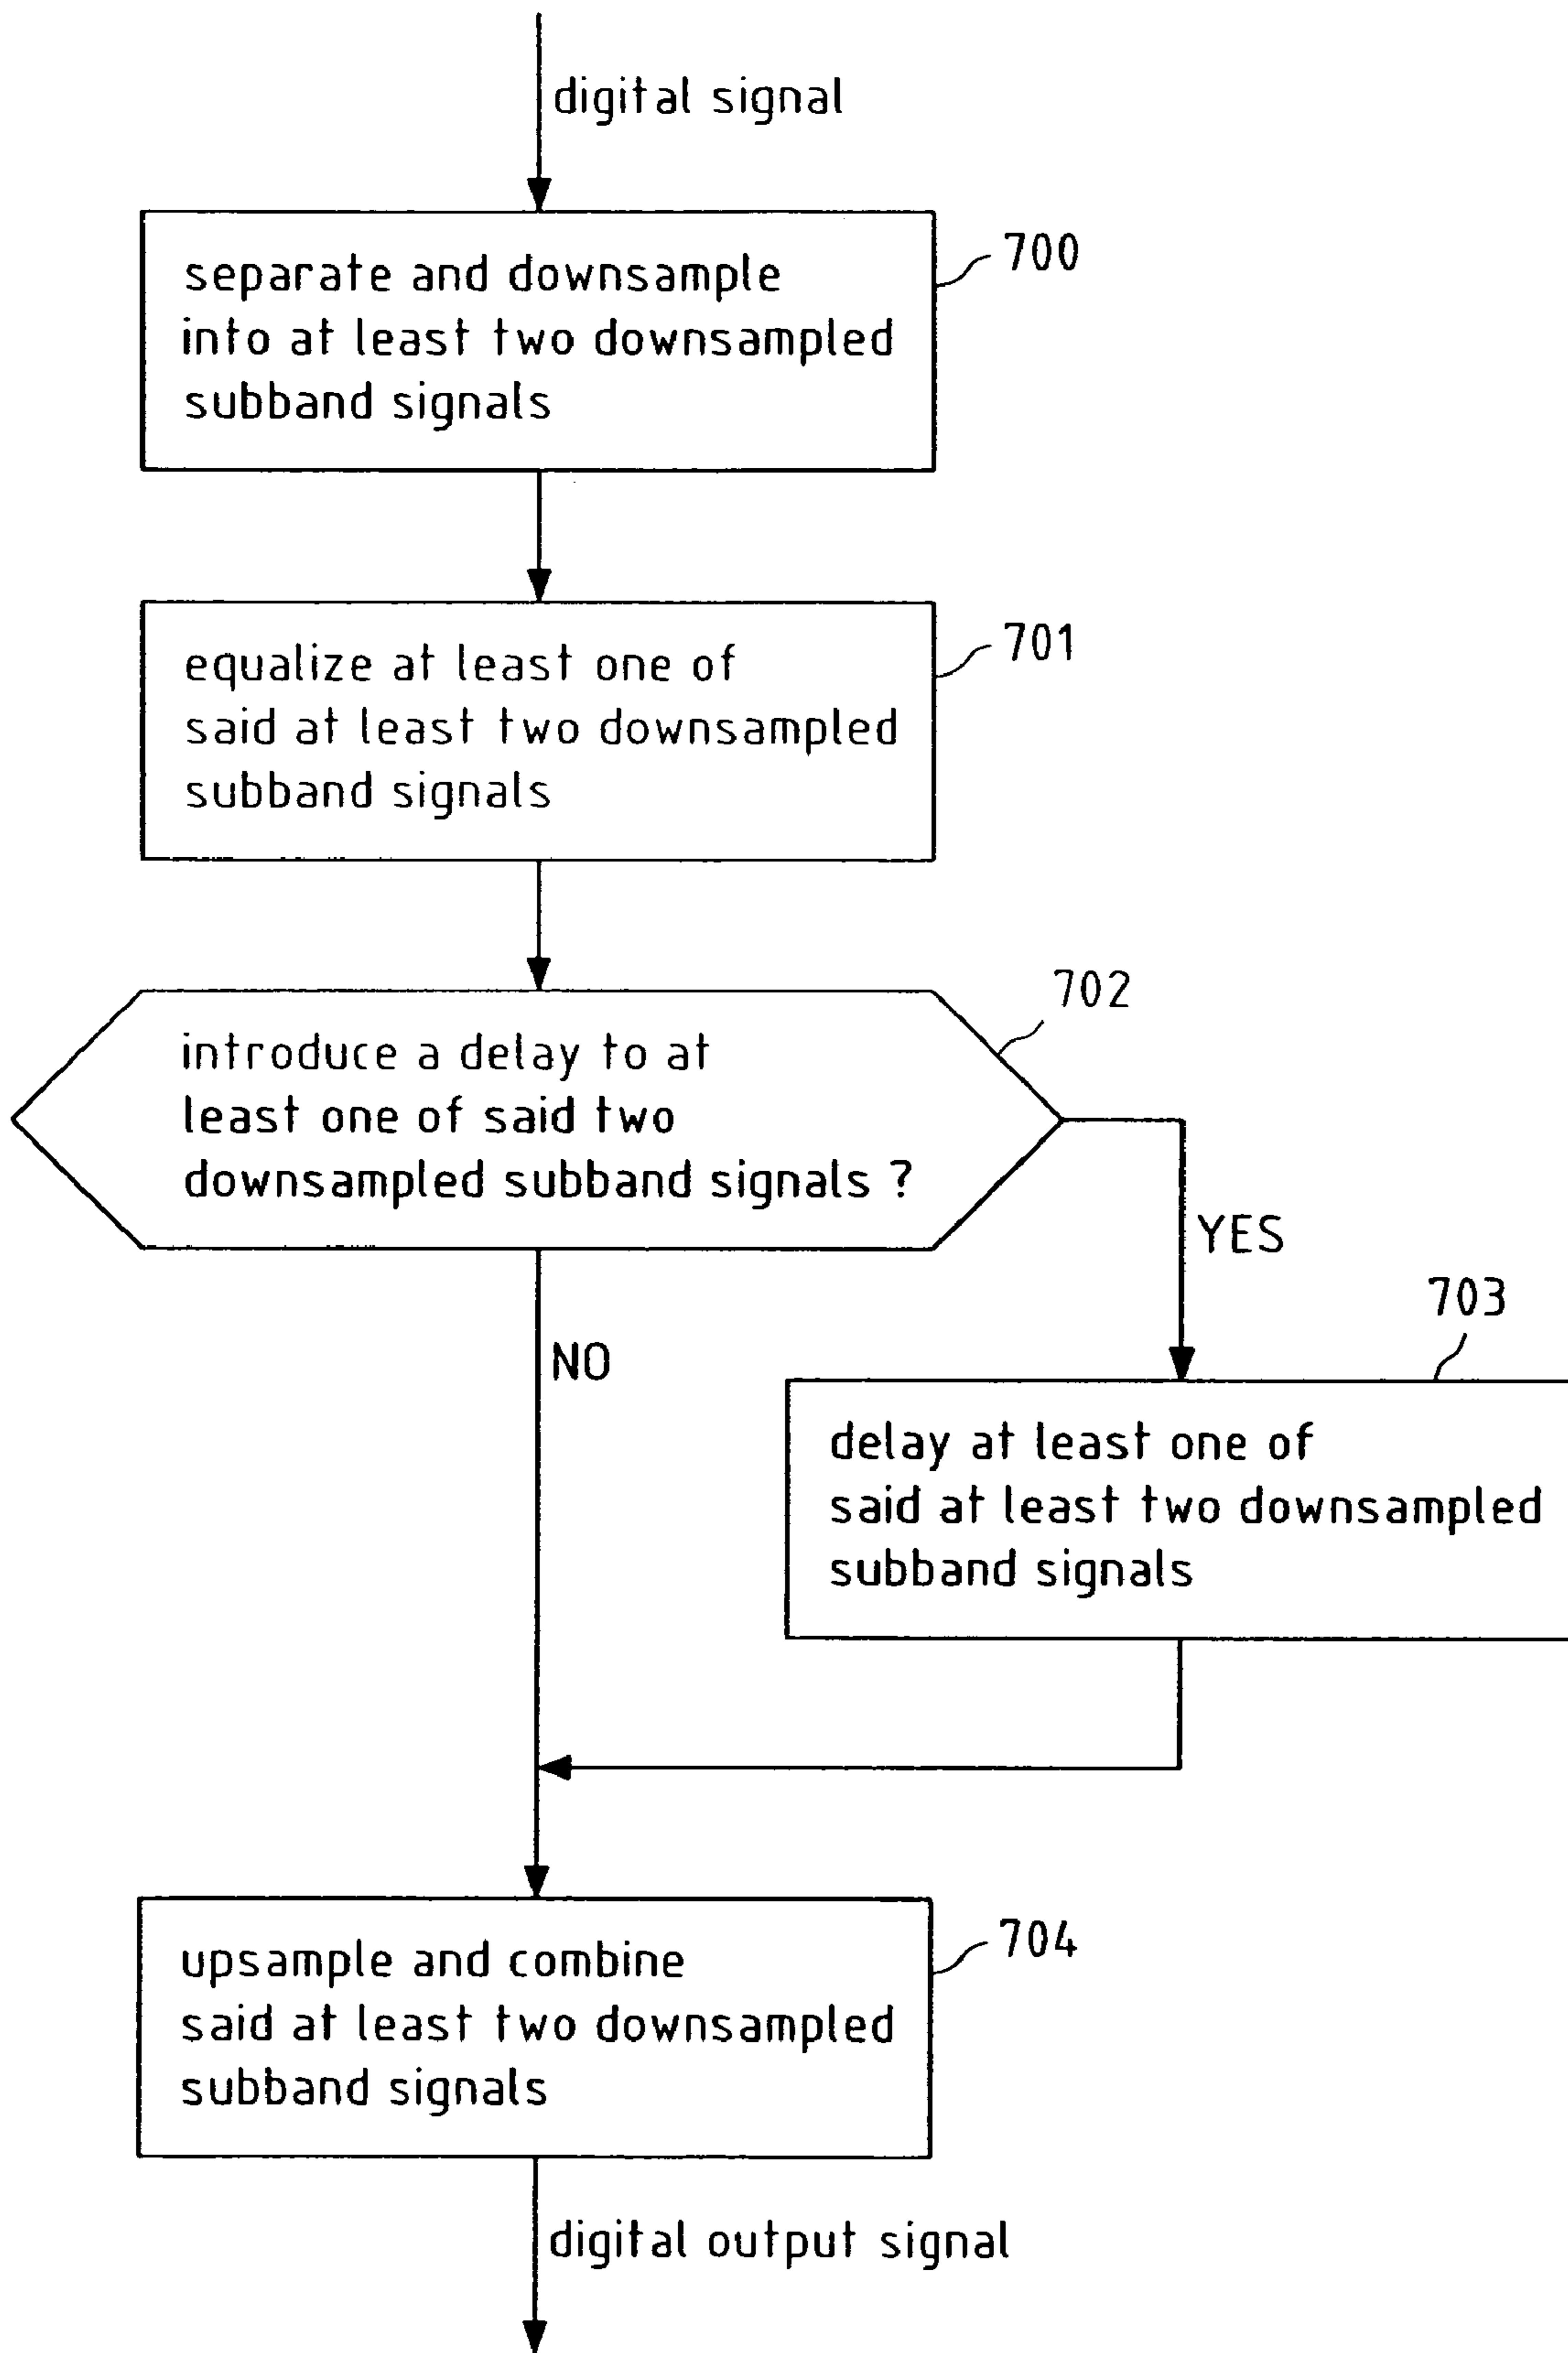 digital signal
700
separate and downsample
into at least two downsampled
subband signals
701
equalize at least one of
said at least two downsampled
subband signals
702
introduce a delay to at
least one of said two
downsampled subband signals ?
YES
NO
703
delay at least one of
said at least two downsampled
subband signals
704
upsample and combine
said at least two downsampled
subband signals
digital output signal